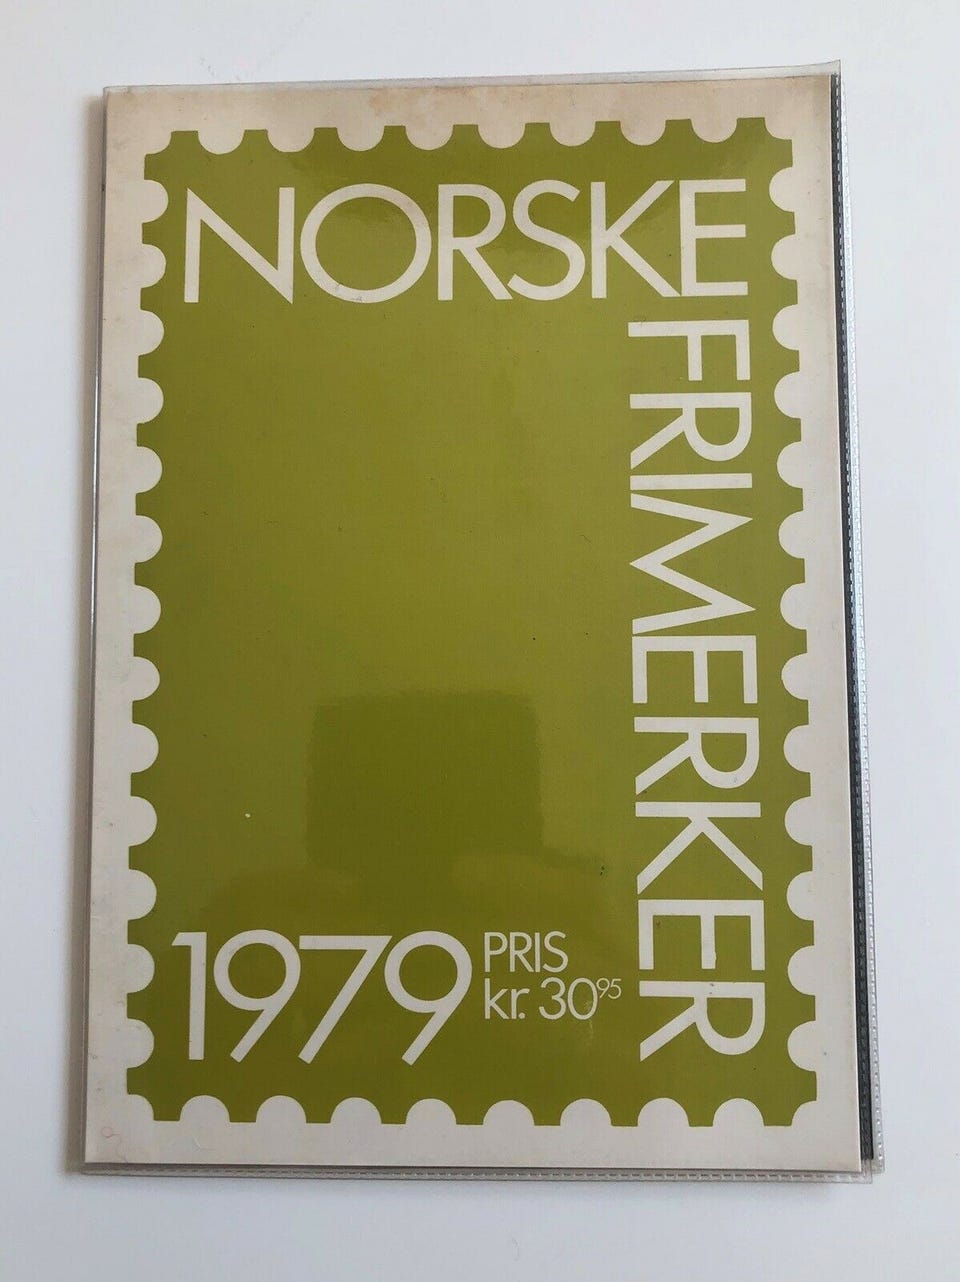 NORSKE
FRIMERKER
1979
PRIS
kr. 30⁹⁵